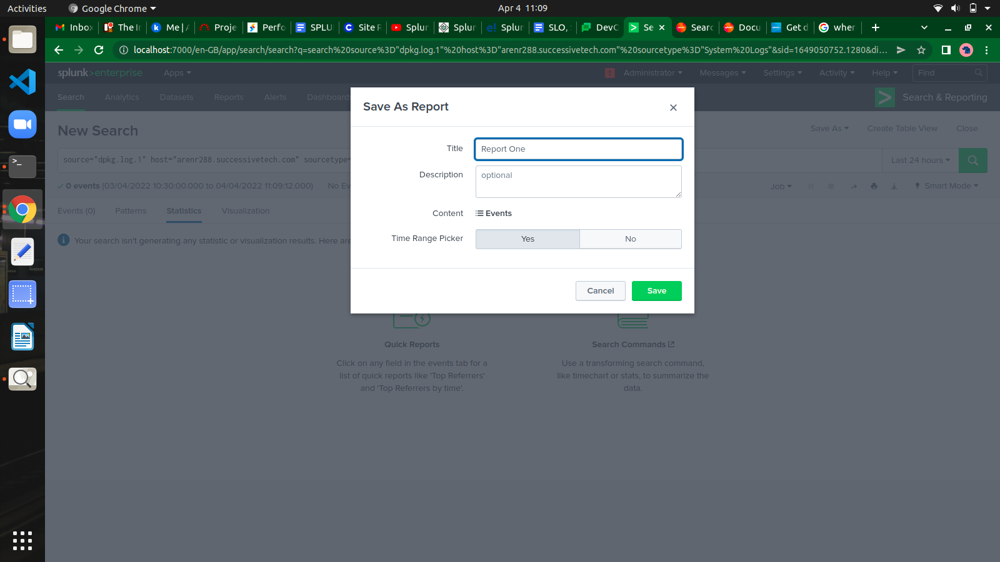 Activities
Google Chrome
Apr 4 11:09
Inbox
The Ir
Me | A
Proje
Perfo
SPLU
Site R
Splur
Splur
Splur
SLO,
DevC
Se
Searc
Docu
Get d
wher
localhost:7000/en-GB/app/search/search?q=search%20source%3D"dpkg.log.1"%20host%3D"arenr288.successivetech.com"%20sourcetype%3D"System%20Logs"&sid=1649050752.1280&di...
splunk>enterprise
Apps
Administrator
Messages
Settings
Activity
Help
Find
Search
Analytics
Datasets
Reports
Alerts
Dashboards
Search & Reporting
New Search
Save As
Create Table View
Close
source="dpkg.log.1" host="arenr288.successivetech.com" sourcetype=
Last 24 hours
✓ 0 events (03/04/2022 10:30:00.000 to 04/04/2022 11:09:12.000)
No Ev
Job
Smart Mode
Events (0)
Patterns
Statistics
Visualization
Your search isn't generating any statistic or visualization results. Here are
Save As Report
Title
Report One
Description
optional
Content
Events
Time Range Picker
Yes
No
Cancel
Save
Quick Reports
Click on any field in the events tab for a
list of quick reports like 'Top Referrers'
and 'Top Referrers by time'.
Search Commands
Use a transforming search command,
like timechart or stats, to summarize the
data.